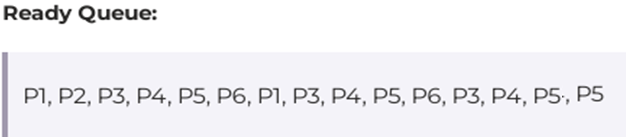 Ready Queue:
P1, P2, P3, P4, P5, P6, P1, P3, P4, P5, P6, P3, P4, P5·, P5